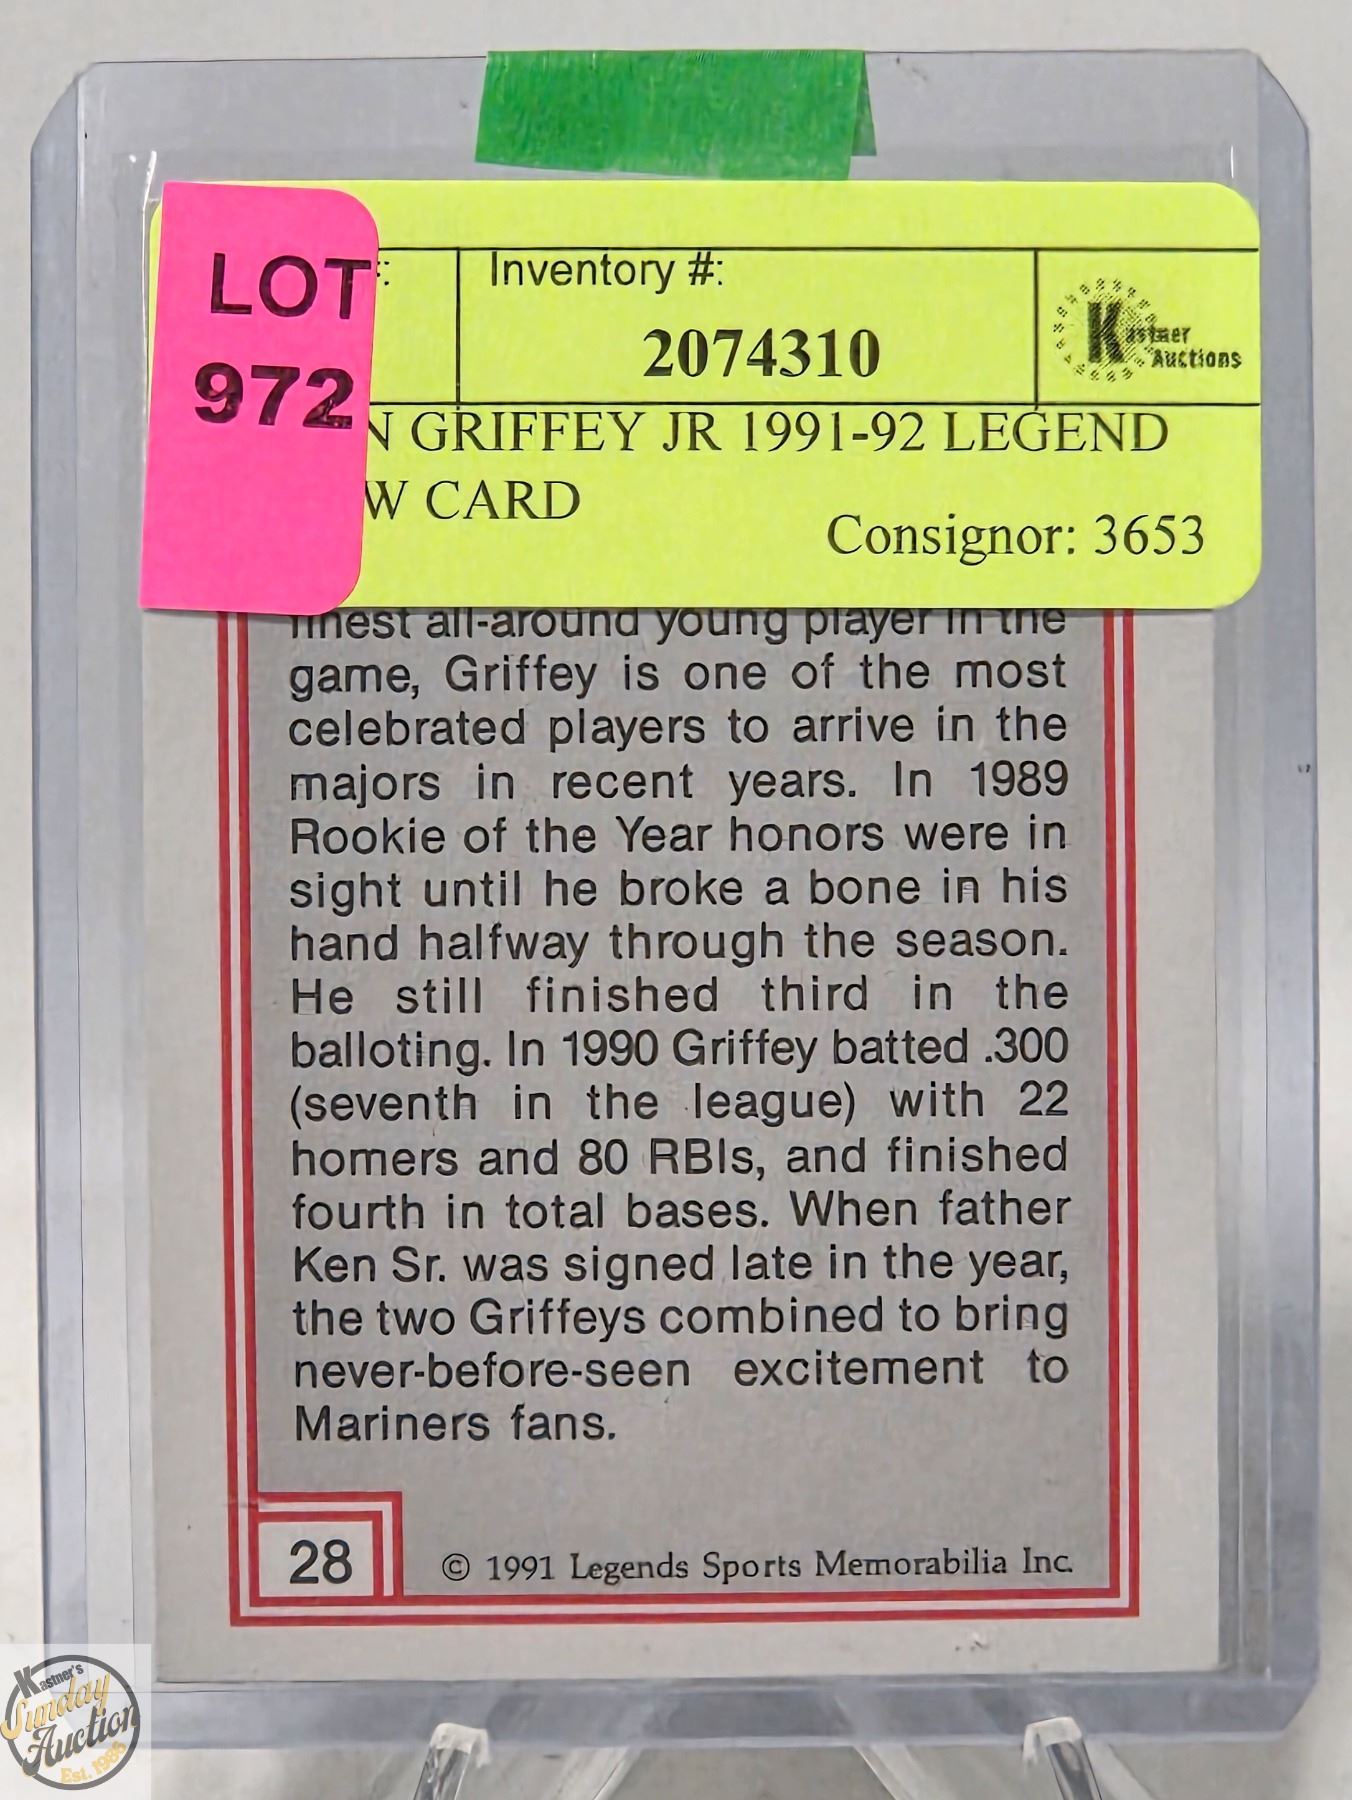 LOT
972
Inventory #:
2074310
Kastner
Auctions
N GRIFFEY JR 1991-92 LEGEND
W CARD
Consignor: 3653
finest all-around young player in the
game, Griffey is one of the most
celebrated players to arrive in the
majors in recent years. In 1989
Rookie of the Year honors were in
sight until he broke a bone in his
hand halfway through the season.
He still finished third in the
balloting. In 1990 Griffey batted .300
(seventh in the league) with 22
homers and 80 RBIs, and finished
fourth in total bases. When father
Ken Sr. was signed late in the year,
the two Griffeys combined to bring
never-before-seen excitement to
Mariners fans.
28
© 1991 Legends Sports Memorabilia Inc.
Kastner's
Sunday
Auction
Est. 1986